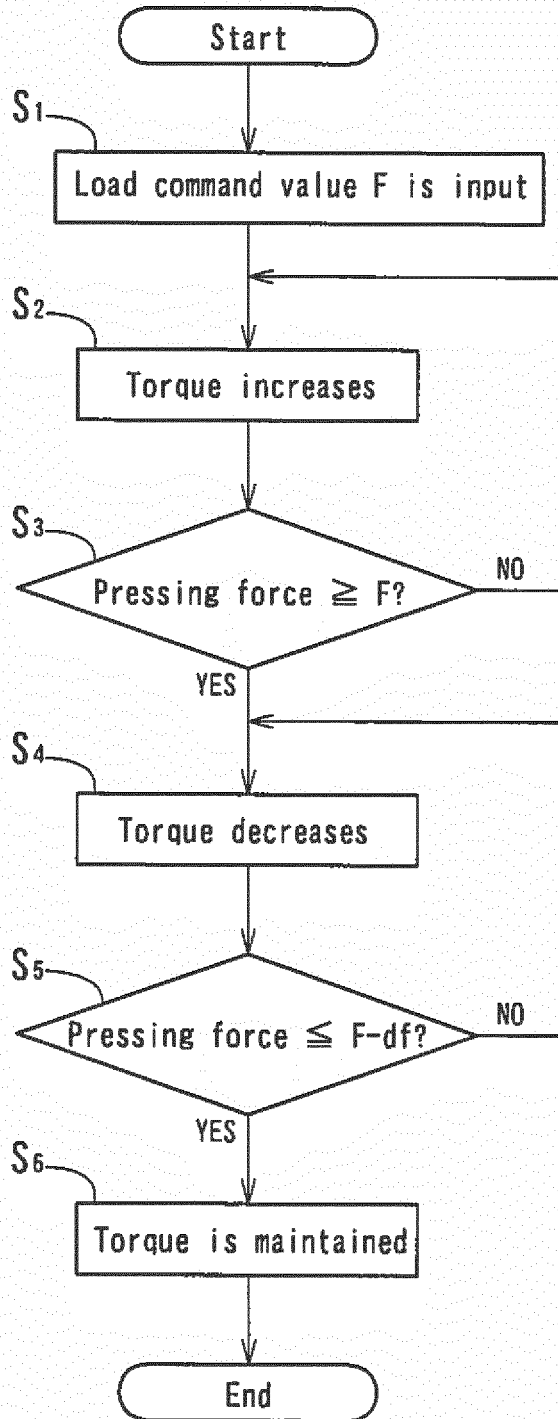 Start
S1
Load command value F is input
S2
Torque increases
S3
Pressing force ≧ F?
NO
YES
S4
Torque decreases
S5
Pressing force ≦ F-df?
NO
YES
S6
Torque is maintained
End